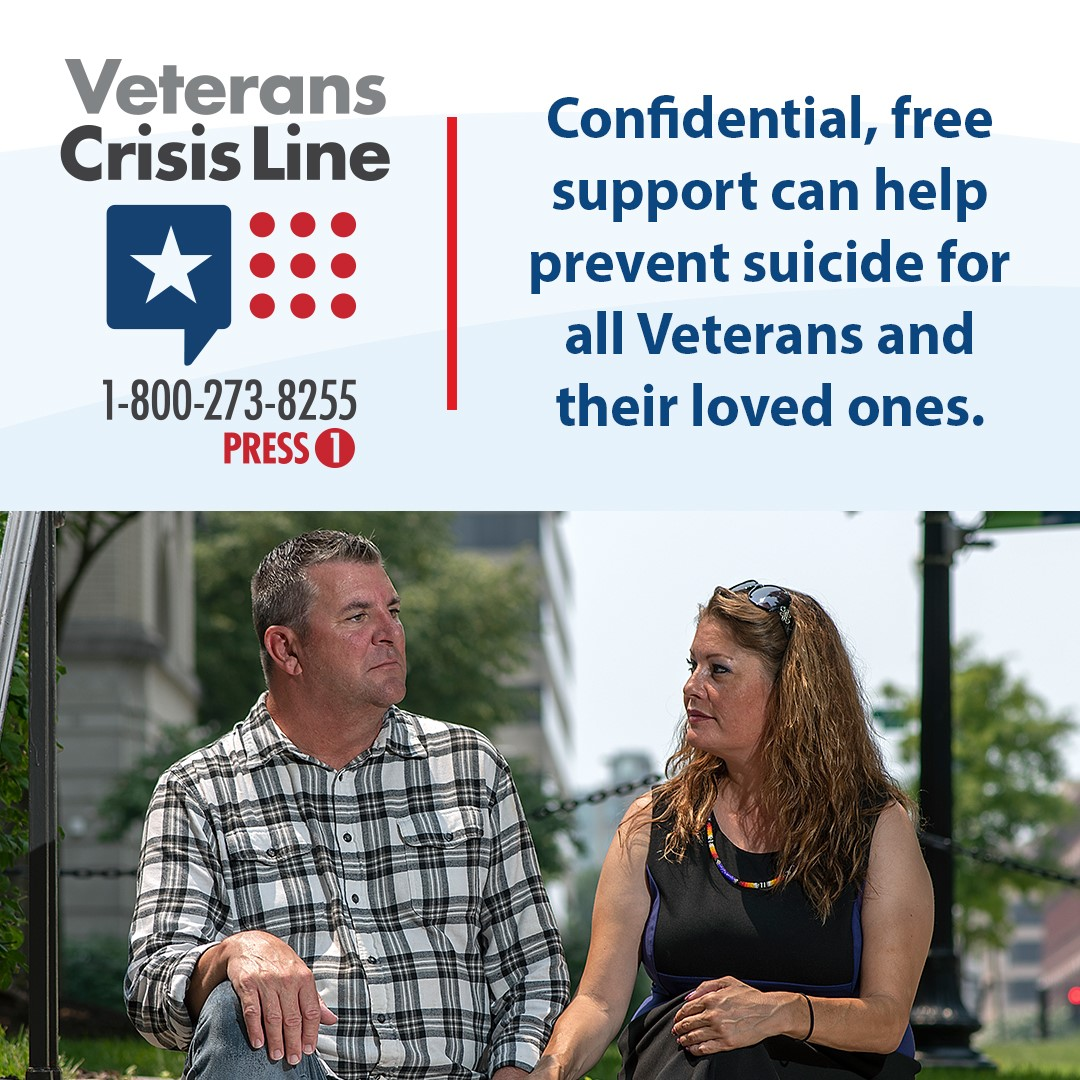 Veterans
Crisis Line
1-800-273-8255
PRESS 1
Confidential, free
support can help
prevent suicide for
all Veterans and
their loved ones.